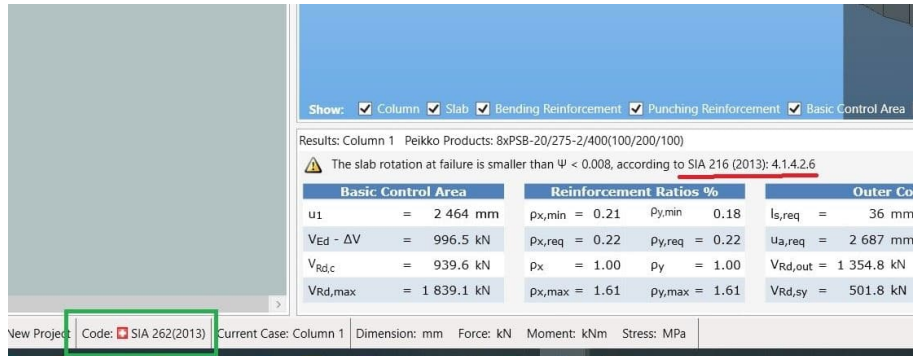 Show: Column Slab Bending Reinforcement Punching Reinforcement Basic Control Area
Results: Column 1 Peikko Products: 8xPSB-20/275-2/400(100/200/100)
The slab rotation at failure is smaller than Ψ < 0.008, according to SIA 216 (2013): 4.1.4.2.6
Basic Control Area Reinforcement Ratios % Outer Co
u1 = 2 464 mm ρx,min = 0.21 ρy,min 0.18 ls,req = 36 mm
VEd - ΔV = 996.5 kN ρx,req = 0.22 ρy,req = 0.22 ua,req = 2 687 mm
VRd,c = 939.6 kN ρx = 1.00 ρy = 1.00 VRd,out = 1 354.8 kN
VRd,max = 1 839.1 kN ρx,max = 1.61 ρy,max = 1.61 VRd,sy = 501.8 kN
New Project Code: SIA 262(2013) Current Case: Column 1 Dimension: mm Force: kN Moment: kNm Stress: MPa